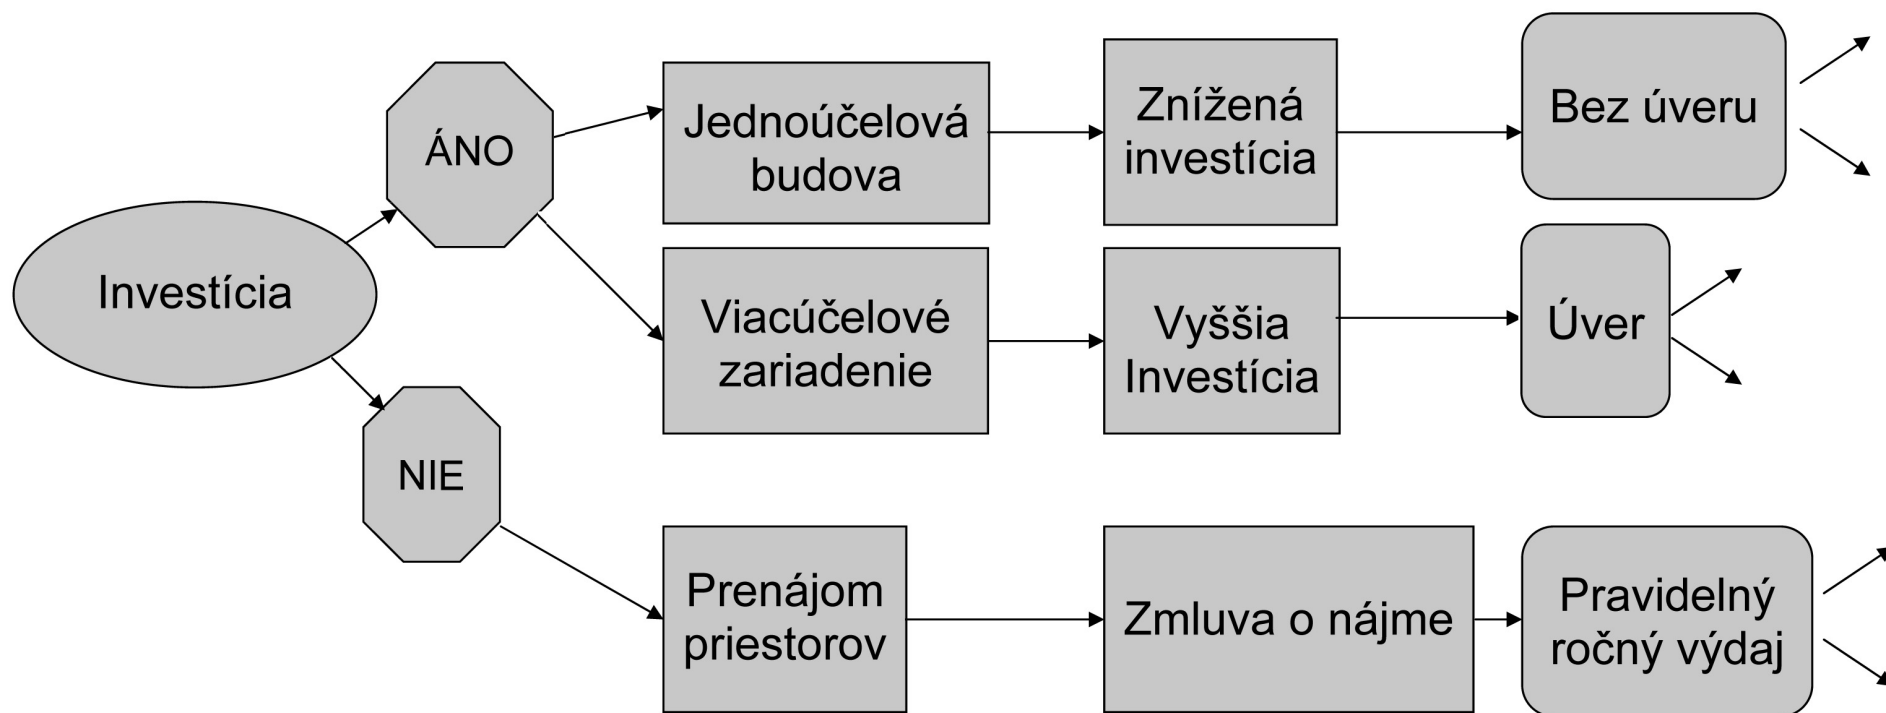 Investícia
ÁNO
NIE
Jednoúčelová
budova
Znížená
investícia
Bez úveru
Viacúčelové
zariadenie
Vyššia
Investícia
Úver
Prenájom
priestorov
Zmluva o nájme
Pravidelný
ročný výdaj